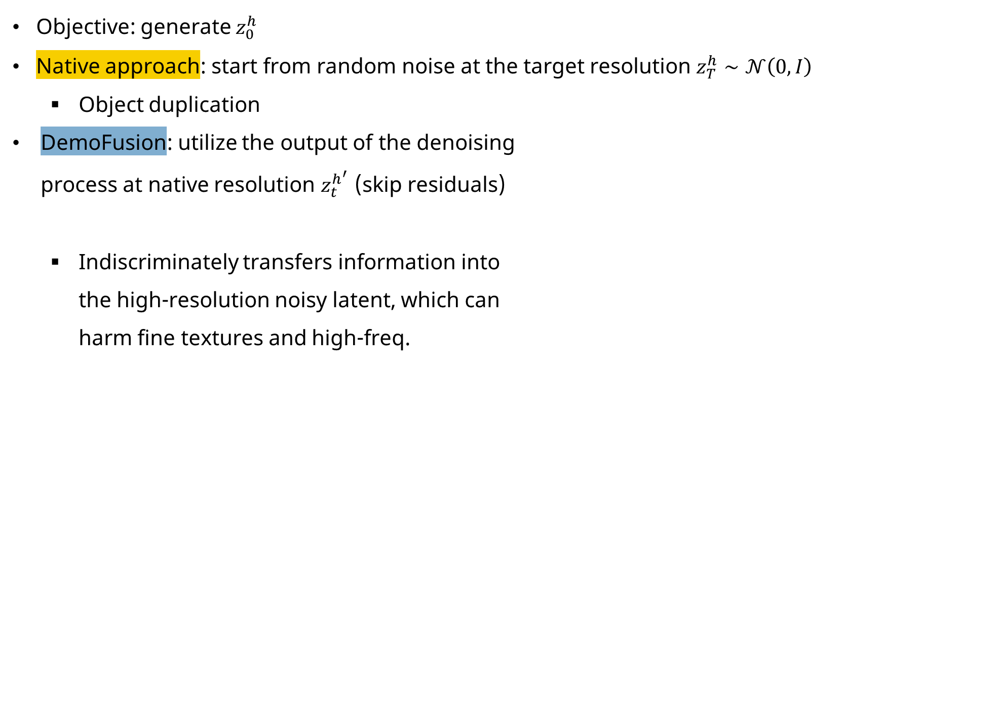 • Objective: generate $z_0^h$
• Native approach: start from random noise at the target resolution $z_T^h \sim \mathcal{N}(0, I)$
▪ Object duplication
• DemoFusion: utilize the output of the denoising
process at native resolution $z_t^{h'}$ (skip residuals)
▪ Indiscriminately transfers information into
the high-resolution noisy latent, which can
harm fine textures and high-freq.